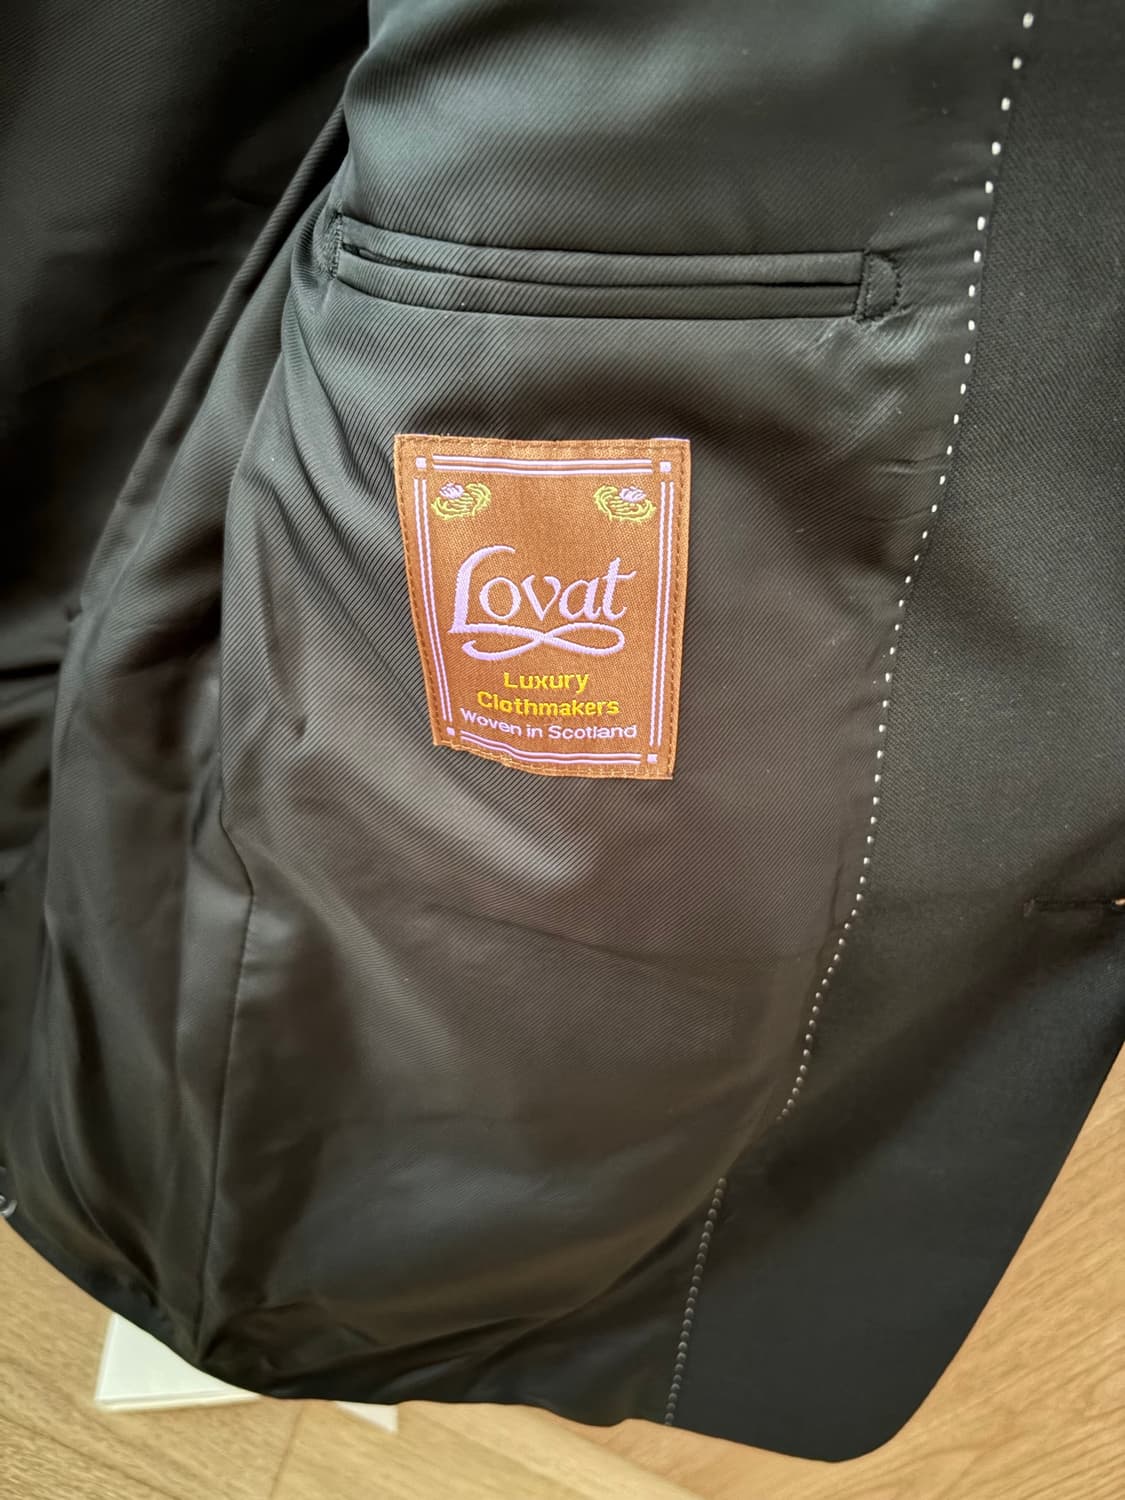 Lovat
Luxury
Clothmakers
Woven in Scotland